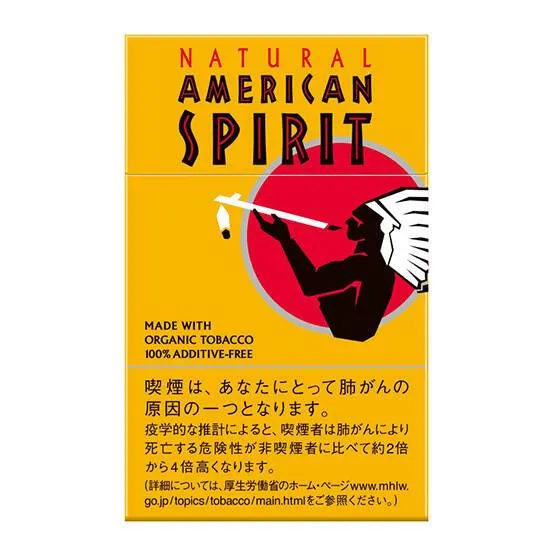 NATURAL
AMERICAN
SPIRIT
MADE WITH
ORGANIC TOBACCO
100% ADDITIVE-FREE
喫煙は、あなたにとって肺がんの
原因の一つとなります。
疫学的な推計によると、喫煙者は肺がんにより
死亡する危険性が非喫煙者に比べて約2倍
から4倍高くなります。
(詳細については、厚生労働省のホーム・ページwww.mhlw.
go.jp/topics/tobacco/main.htmlをご参照ください。)